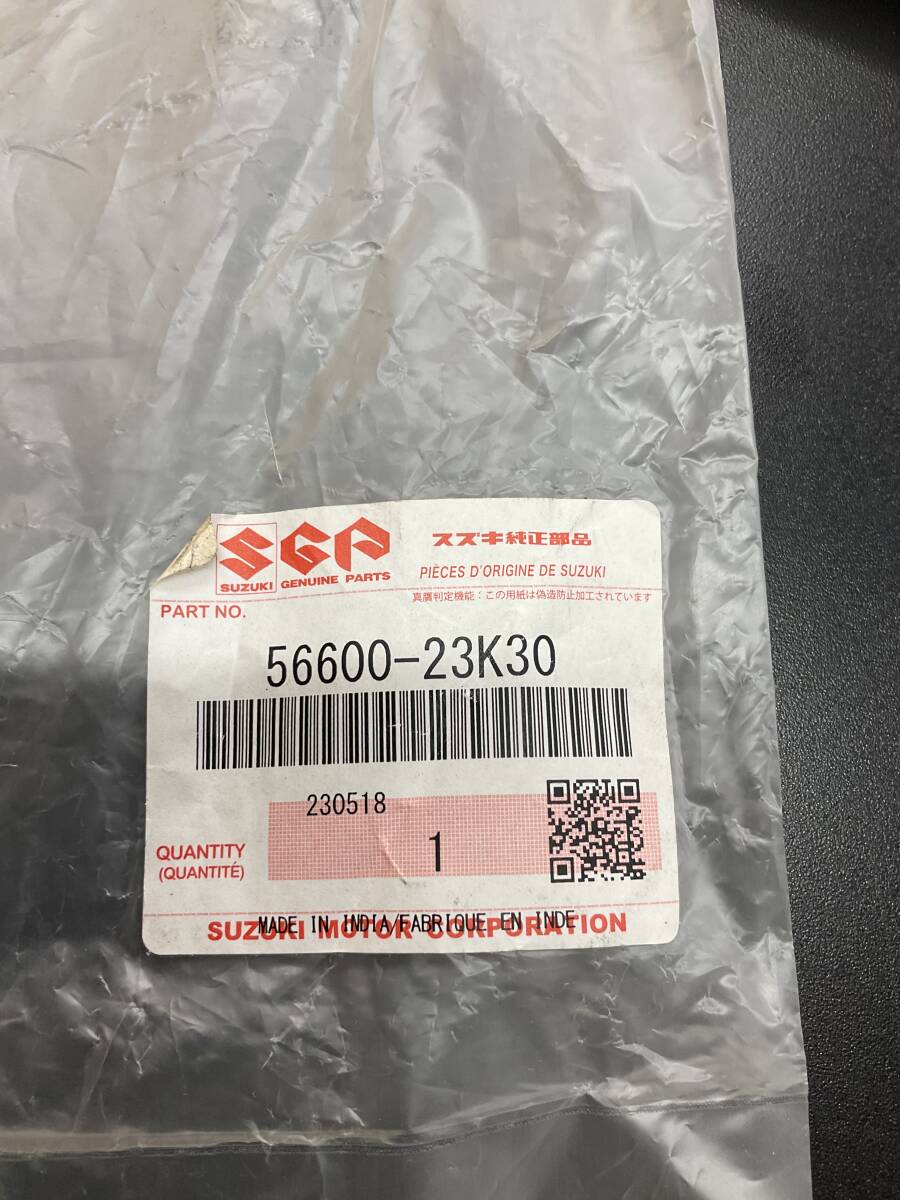 SUZUKI
SGP
GENUINE PARTS
スズキ純正部品
PIÈCES D'ORIGINE DE SUZUKI
真贋判定機能：この用紙は偽造防止加工されています
PART NO.
56600-23K30
230518
QUANTITY
(QUANTITÉ)
1
MADE IN INDIA/FABRIQUE EN INDE
SUZUKI MOTOR CORPORATION